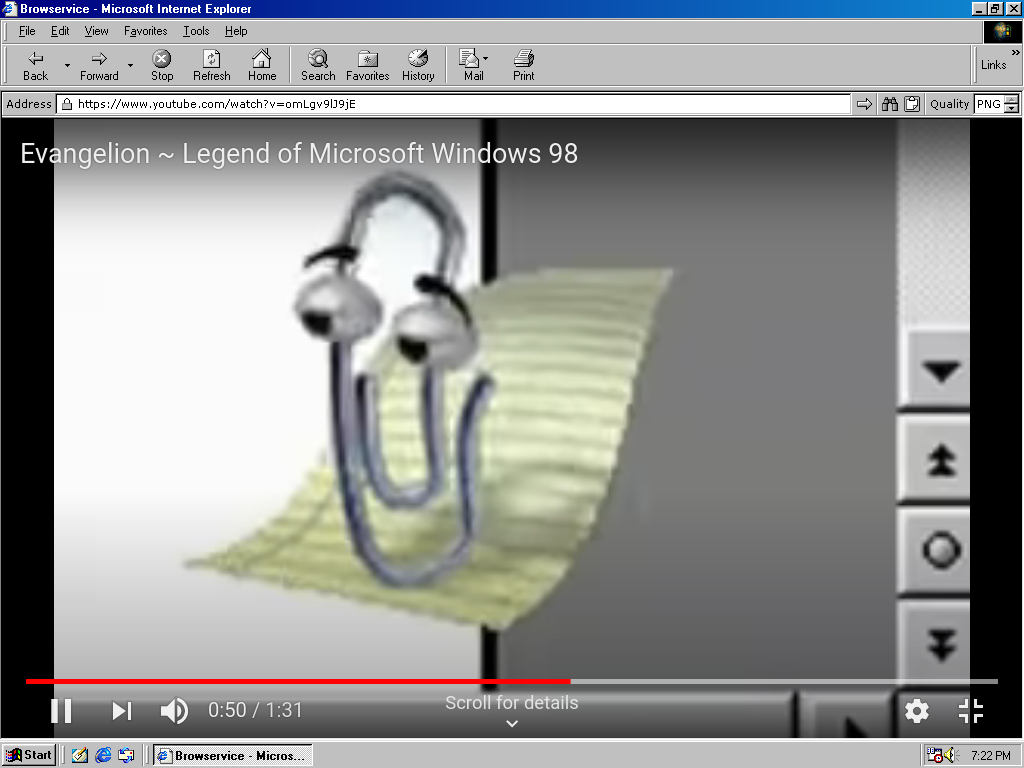 Browservice - Microsoft Internet Explorer
File Edit View Favorites Tools Help
Back Forward Stop Refresh Home Search Favorites History Mail Print Links »
Address https://www.youtube.com/watch?v=omLgv9lJ9jE Quality PNG
Evangelion ~ Legend of Microsoft Windows 98
Scroll for details
0:50 / 1:31
Start Browservice - Micros... 7:22 PM